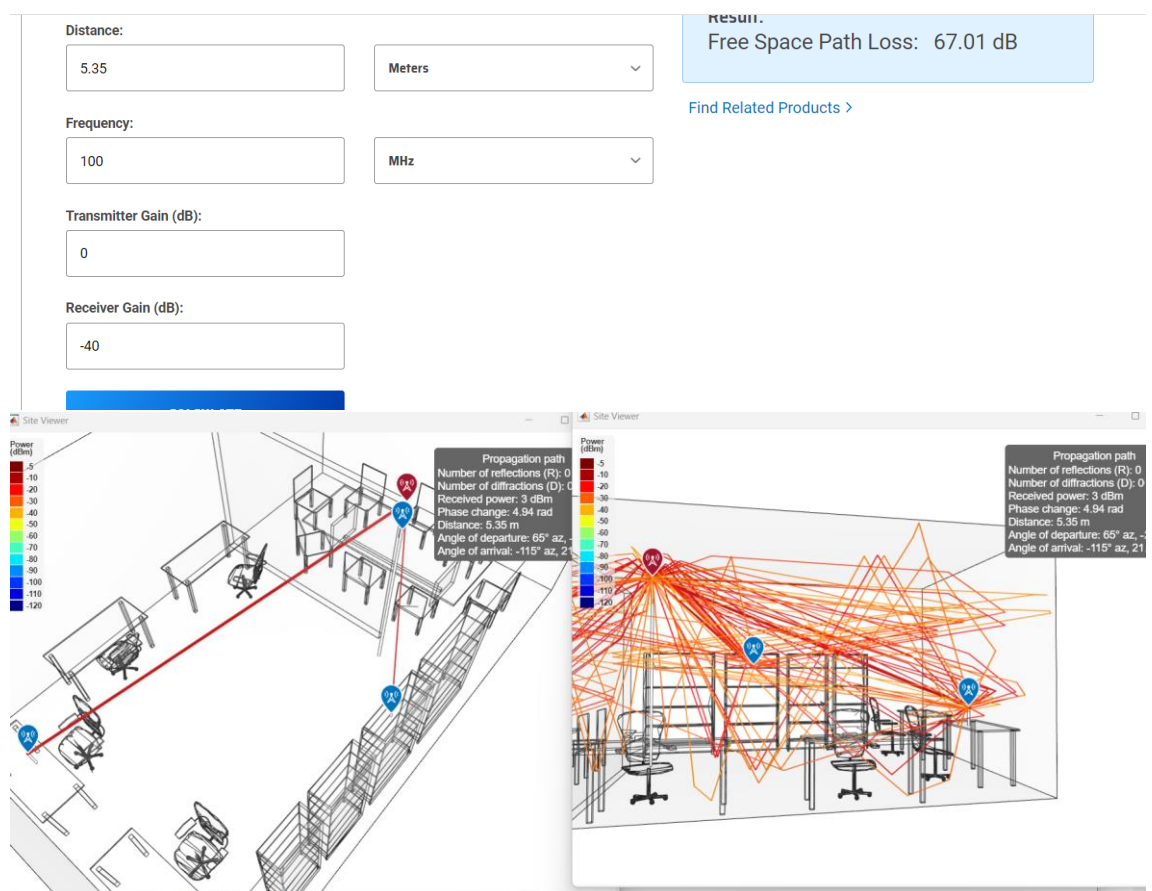 Result:
Distance:
Free Space Path Loss: 67.01 dB
5.35
Meters
Find Related Products >
Frequency:
100
MHz
Transmitter Gain (dB):
0
Receiver Gain (dB):
-40
Site Viewer
Power
(dBm)
-5
-10
-20
-30
-40
-50
-60
-70
-80
-90
-100
-110
-120
Propagation path
Number of reflections (R): 0
Number of diffractions (D): 0
Received power: 3 dBm
Phase change: 4.94 rad
Distance: 5.35 m
Angle of departure: 65° az, -
Angle of arrival: -115° az, 21
Site Viewer
Power
(dBm)
-5
-10
-20
-30
-40
-50
-60
-70
-80
-90
-100
-110
-120
Propagation path
Number of reflections (R): 0
Number of diffractions (D): 0
Received power: 3 dBm
Phase change: 4.94 rad
Distance: 5.35 m
Angle of departure: 65° az, -
Angle of arrival: -115° az, 21